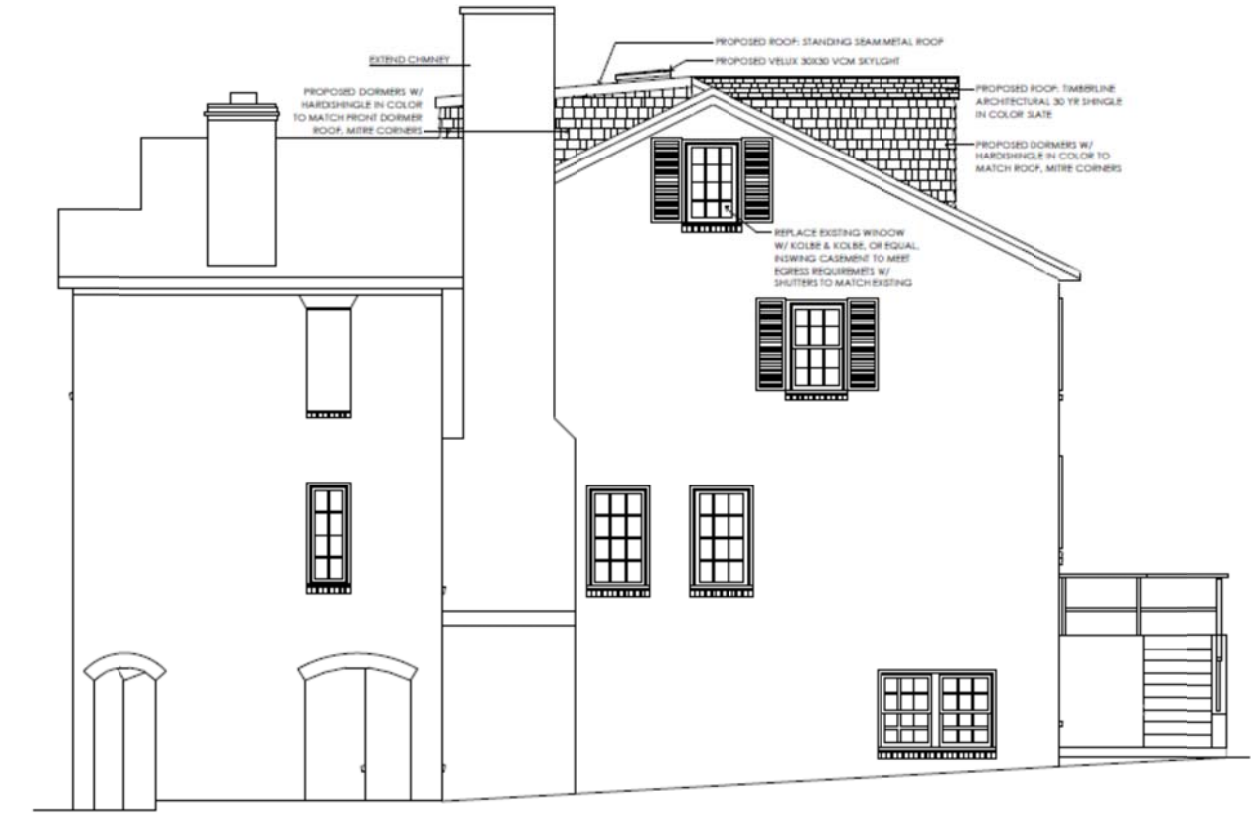 PROPOSED ROOF: STANDING SEAM METAL ROOF
EXTEND CHMNEY
PROPOSED VELUX 30X30 VCM SKYLGHT
PROPOSED DORMERS W/
HARDISHINGLE IN COLOR
TO MATCH FRONT DORMER
ROOF, MITRE CORNERS
PROPOSED ROOF: TIMBERLINE
ARCHITECTURAL 30 YR SHINGLE
IN COLOR SLATE
PROPOSED DORMERS W/
HARDISHINGLE IN COLOR TO
MATCH ROOF, MITRE CORNERS
REPLACE EXISTING WINDOW
W/ KOLBE & KOLBE, OR EQUAL,
INSWING CASEMENT TO MEET
EGRESS REQUIREMETS W/
SHUTTERS TO MATCH EXISTING